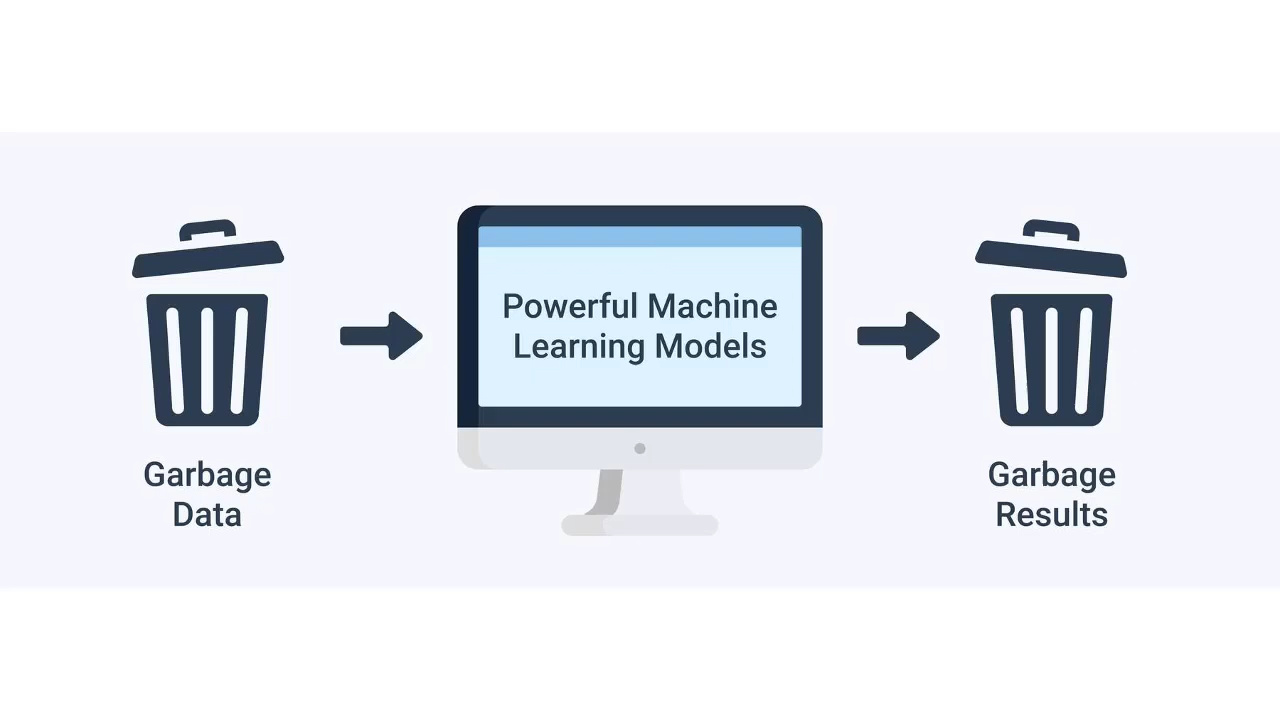 Powerful Machine
Learning Models
Garbage
Data
Garbage
Results